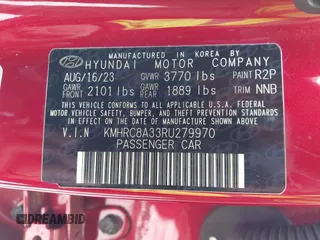 MANUFACTURED IN KOREA BY
HYUNDAI MOTOR COMPANY
AUG/16/23 GVWR 3770 lbs PAINT R2P
GAWR FRONT 2101 lbs GAWR REAR 1889 lbs TRIM NNB
THIS VEHICLE CONFORMS TO ALL APPLICABLE U.S.A. FEDERAL MOTOR
VEHICLE SAFETY, BUMPER, AND THEFT PREVENTION STANDARDS
IN EFFECT ON THE DATE OF MANUFACTURE SHOWN ABOVE.
V.I.N KMHRC8A33RU279970
PASSENGER CAR
DREAMBID